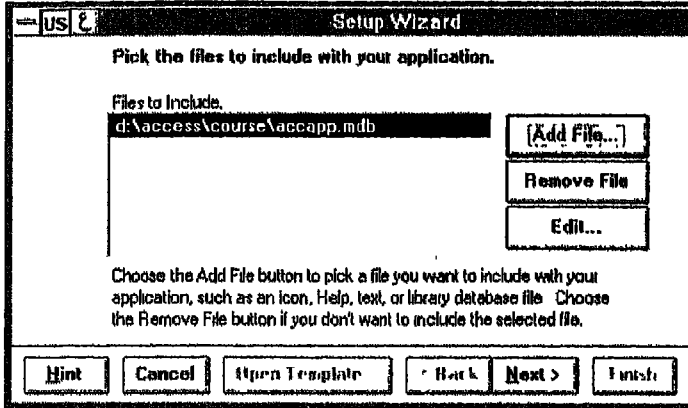 US ع
Setup Wizard
Pick the files to include with your application.
Files to Include.
d:\access\course\accapp.mdb
Add File...
Remove File
Edit...
Choose the Add File button to pick a file you want to include with your
application, such as an icon, Help, text, or library database file Choose
the Remove File button if you don't want to include the selected file.
Hint Cancel Open Template < Back Next > Finish